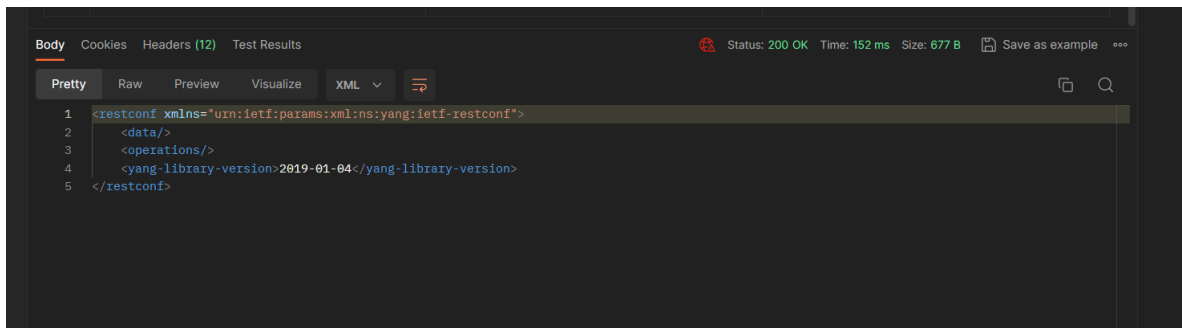 Body Cookies Headers (12) Test Results Status: 200 OK Time: 152 ms Size: 677 B Save as example
Pretty Raw Preview Visualize XML
1 <restconf xmlns="urn:ietf:params:xml:ns:yang:ietf-restconf">
2 <data/>
3 <operations/>
4 <yang-library-version>2019-01-04</yang-library-version>
5 </restconf>